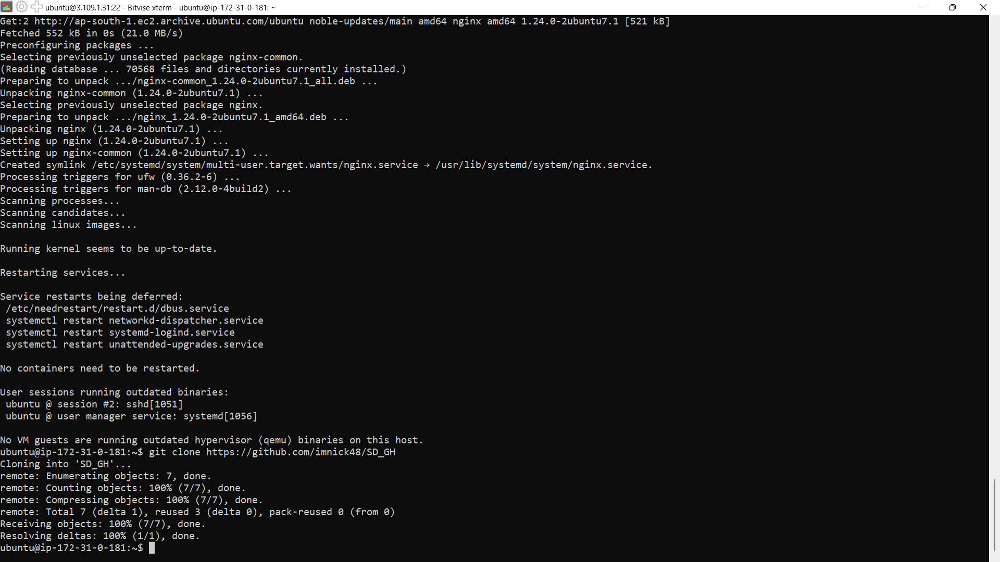 ubuntu@3.109.1.31:22 - Bitvise xterm - ubuntu@ip-172-31-0-181: ~
Get:2 http://ap-south-1.ec2.archive.ubuntu.com/ubuntu noble-updates/main amd64 nginx amd64 1.24.0-2ubuntu7.1 [521 kB]
Fetched 552 kB in 0s (21.0 MB/s)
Preconfiguring packages ...
Selecting previously unselected package nginx-common.
(Reading database ... 70568 files and directories currently installed.)
Preparing to unpack .../nginx-common_1.24.0-2ubuntu7.1_all.deb ...
Unpacking nginx-common (1.24.0-2ubuntu7.1) ...
Selecting previously unselected package nginx.
Preparing to unpack .../nginx_1.24.0-2ubuntu7.1_amd64.deb ...
Unpacking nginx (1.24.0-2ubuntu7.1) ...
Setting up nginx (1.24.0-2ubuntu7.1) ...
Setting up nginx-common (1.24.0-2ubuntu7.1) ...
Created symlink /etc/systemd/system/multi-user.target.wants/nginx.service → /usr/lib/systemd/system/nginx.service.
Processing triggers for ufw (0.36.2-6) ...
Processing triggers for man-db (2.12.0-4build2) ...
Scanning processes...
Scanning candidates...
Scanning linux images...
Running kernel seems to be up-to-date.
Restarting services...
Service restarts being deferred:
 /etc/needrestart/restart.d/dbus.service
 systemctl restart networkd-dispatcher.service
 systemctl restart systemd-logind.service
 systemctl restart unattended-upgrades.service
No containers need to be restarted.
User sessions running outdated binaries:
 ubuntu @ session #2: sshd[1051]
 ubuntu @ user manager service: systemd[1056]
No VM guests are running outdated hypervisor (qemu) binaries on this host.
ubuntu@ip-172-31-0-181:~$ git clone https://github.com/imnick48/SD_GH
Cloning into 'SD_GH'...
remote: Enumerating objects: 7, done.
remote: Counting objects: 100% (7/7), done.
remote: Compressing objects: 100% (7/7), done.
remote: Total 7 (delta 1), reused 3 (delta 0), pack-reused 0 (from 0)
Receiving objects: 100% (7/7), done.
Resolving deltas: 100% (1/1), done.
ubuntu@ip-172-31-0-181:~$